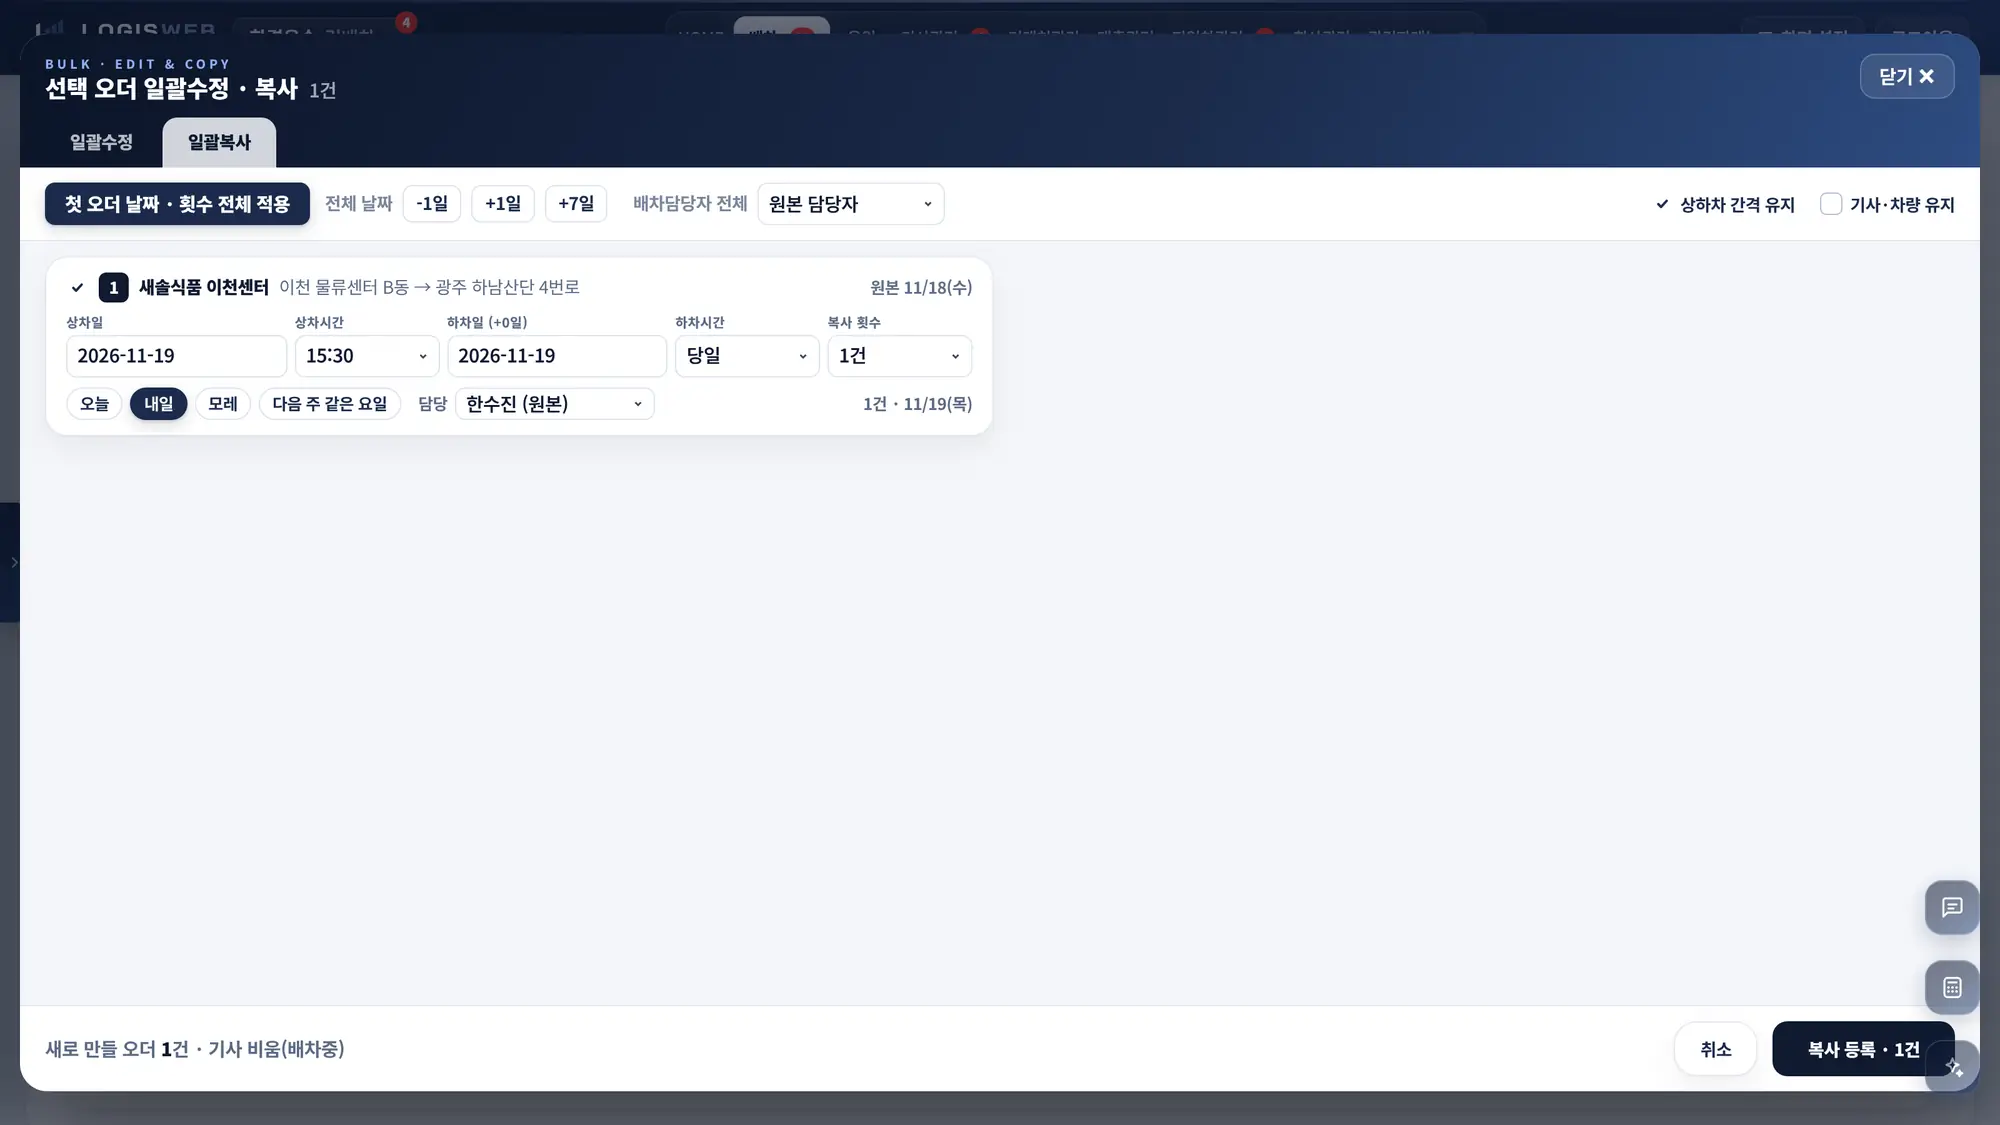 LOGISWEB
4
BULK · EDIT & COPY
선택 오더 일괄수정 · 복사 1건
닫기 ✕
일괄수정
일괄복사
첫 오더 날짜 · 횟수 전체 적용
전체 날짜
-1일
+1일
+7일
배차담당자 전체
원본 담당자
상하차 간격 유지
기사·차량 유지
1 새솔식품 이천센터 이천 물류센터 B동 → 광주 하남산단 4번로
원본 11/18(수)
상차일
상차시간
하차일 (+0일)
하차시간
복사 횟수
2026-11-19
15:30
2026-11-19
당일
1건
오늘
내일
모레
다음 주 같은 요일
담당
한수진 (원본)
1건 · 11/19(목)
새로 만들 오더 1건 · 기사 비움(배차중)
취소
복사 등록 · 1건